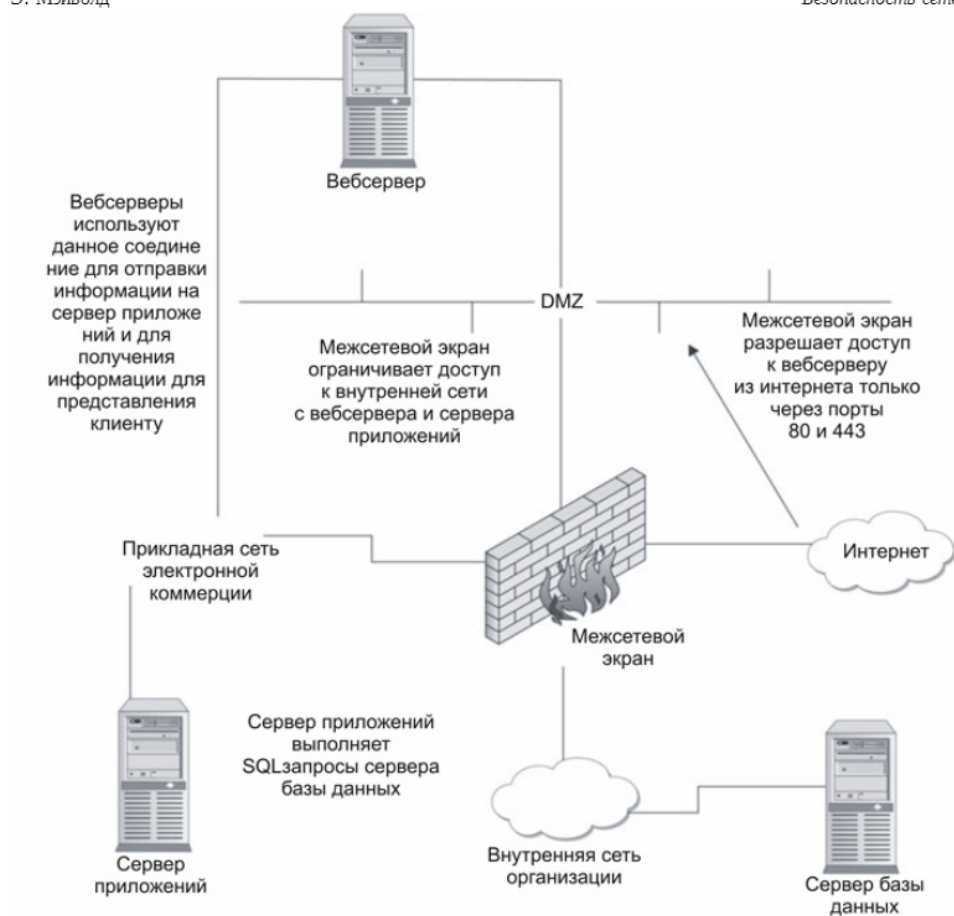 Э. Мэйволд
Безопасность сете
Вебсервер
Вебсерверы
используют
данное соедине
ние для отправки
информации на
сервер приложе
ний и для
получения
информации для
представления
клиенту
DMZ
Межсетевой экран
ограничивает доступ
к внутренней сети
с вебсервера и сервера
приложений
Межсетевой экран
разрешает доступ
к вебсерверу
из интернета только
через порты
80 и 443
Прикладная сеть
электронной
коммерции
Интернет
Межсетевой
экран
Сервер приложений
выполняет
SQLзапросы сервера
базы данных
Сервер
приложений
Внутренняя сеть
организации
Сервер базы
данных